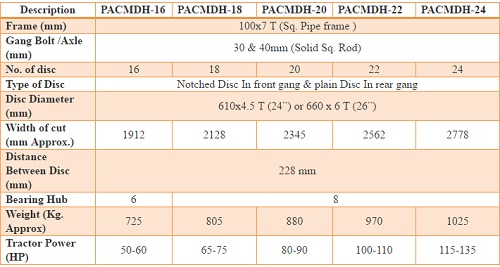 Description PACMDH-16 PACMDH-18 PACMDH-20 PACMDH-22 PACMDH-24
Frame (mm) 100x7 T (Sq. Pipe frame )
Gang Bolt /Axle
(mm) 30 & 40mm (Solid Sq. Rod)
No. of disc 16 18 20 22 24
Type of Disc Notched Disc In front gang & plain Disc In rear gang
Disc Diameter
(mm) 610x4.5 T (24”) or 660 x 6 T (26”)
Width of cut
(mm Approx.) 1912 2128 2345 2562 2778
Distance
Between Disc
(mm) 228 mm
Bearing Hub 6 8
Weight (Kg.
Approx) 725 805 880 970 1025
Tractor Power
(HP) 50-60 65-75 80-90 100-110 115-135